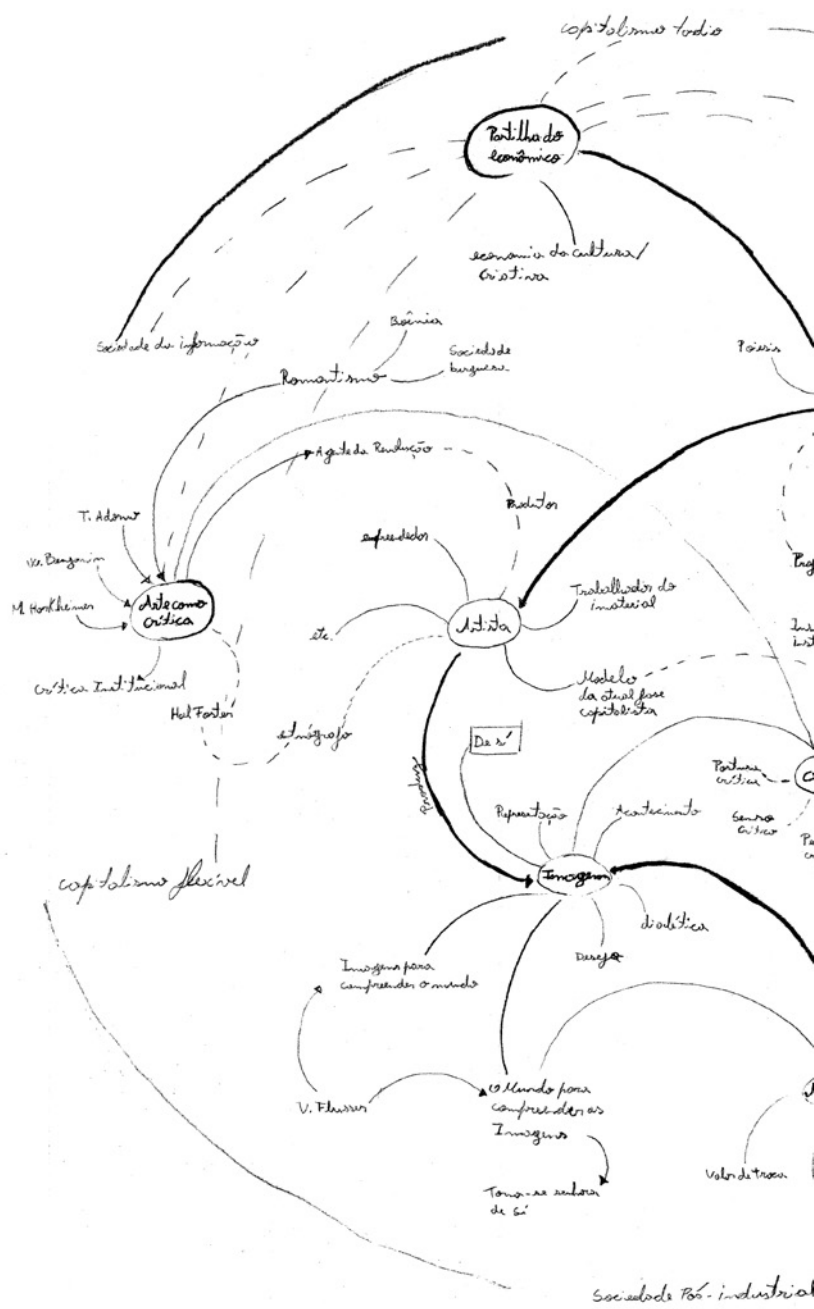 capitalismo tadio
Partilha do
econômico
economia da cultura/
criativa
Boêmia
Sociedade da informação
Sociedade
burguesa
Poiesis
Romantismo
Agente da Revolução
Produtor
T. Adorno
W. Benjamin
M. Horkheimer
Arte como
crítica
Crítica Institucional
Hal Foster
etnógrafo
etc.
Artista
Trabalhador do
imaterial
Modelo
da atual fase
capitalista
De sí
Produz
Representação
Acontecimento
Postura
crítica
Senso
crítico
Imagem
dialética
Desejo
capitalismo flexível
Imagens para
compreender o mundo
V. Flusser
O Mundo para
compreender as
Imagens
Torna-se senhora
de si
Valor de troca
Sociedade Pós-industrial